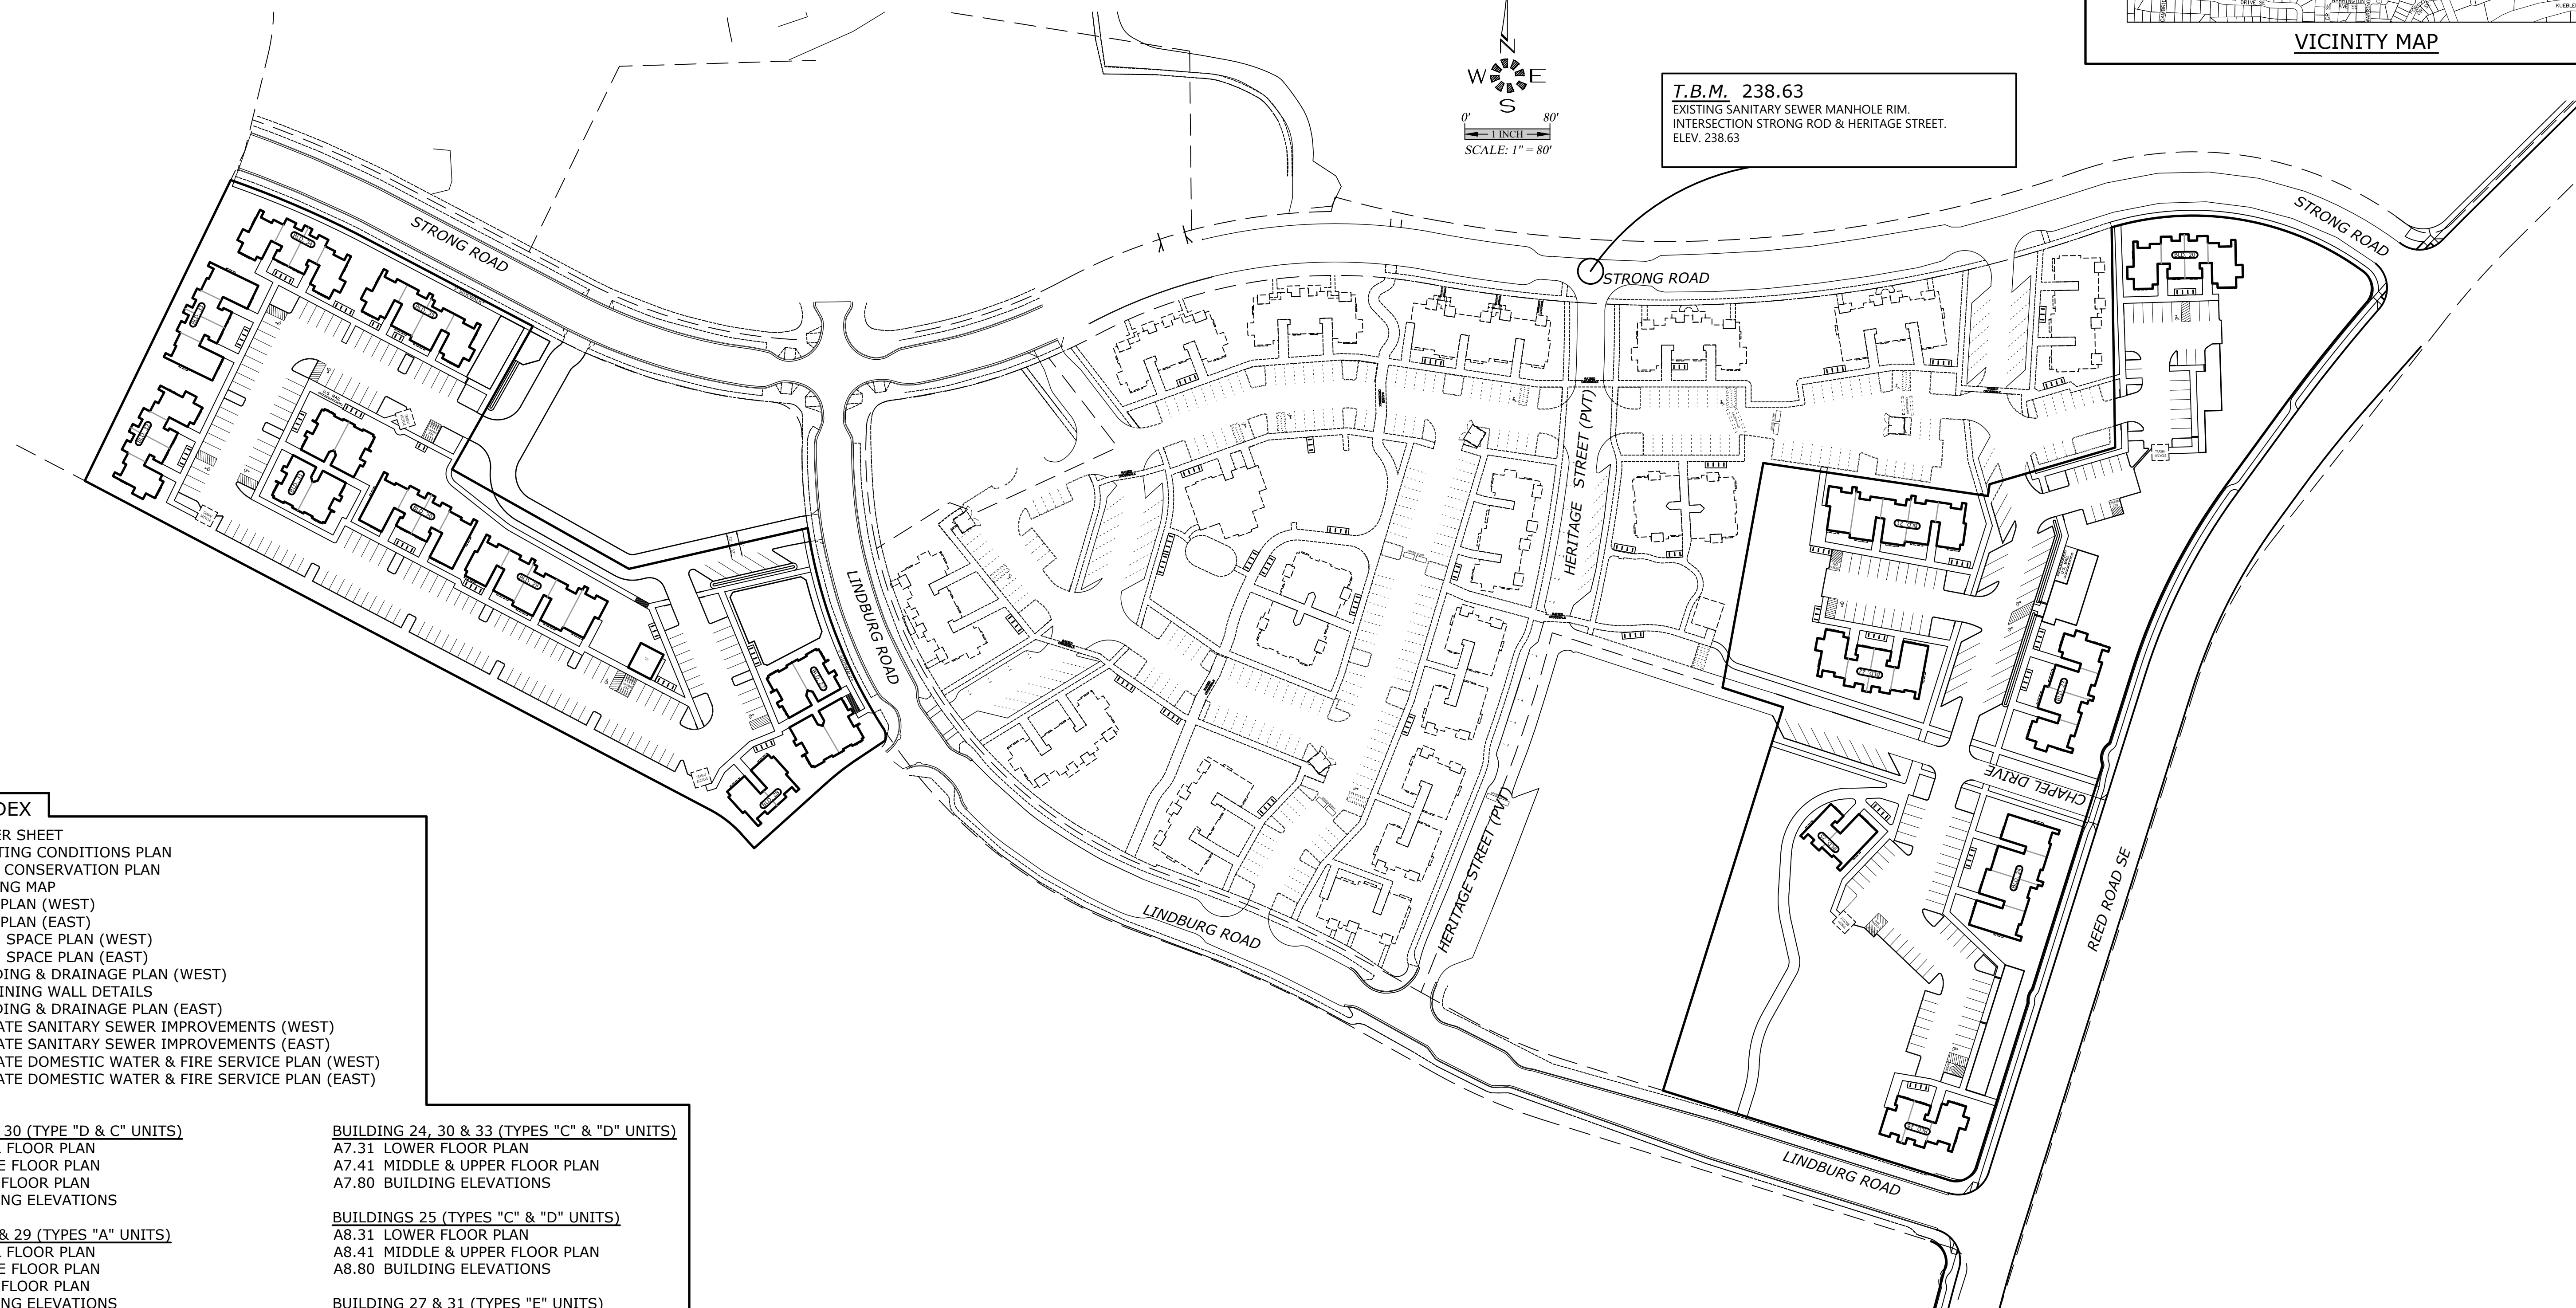 VICINITY MAP
N
W E
S
0' 80'
1 INCH
SCALE: 1" = 80'
T.B.M. 238.63
EXISTING SANITARY SEWER MANHOLE RIM.
INTERSECTION STRONG ROD & HERITAGE STREET.
ELEV. 238.63
STRONG ROAD
STRONG ROAD
STRONG ROAD
HERITAGE STREET (PVT)
LINDBURG ROAD
CHAPEL DRIVE
HERITAGE STREET (PVT)
REED ROAD SE
LINDBURG ROAD
LINDBURG ROAD
DEX
ER SHEET
TING CONDITIONS PLAN
CONSERVATION PLAN
NG MAP
PLAN (WEST)
PLAN (EAST)
SPACE PLAN (WEST)
SPACE PLAN (EAST)
DING & DRAINAGE PLAN (WEST)
INING WALL DETAILS
DING & DRAINAGE PLAN (EAST)
ATE SANITARY SEWER IMPROVEMENTS (WEST)
ATE SANITARY SEWER IMPROVEMENTS (EAST)
ATE DOMESTIC WATER & FIRE SERVICE PLAN (WEST)
ATE DOMESTIC WATER & FIRE SERVICE PLAN (EAST)
30 (TYPE "D & C" UNITS)
FLOOR PLAN
E FLOOR PLAN
FLOOR PLAN
NG ELEVATIONS
& 29 (TYPES "A" UNITS)
FLOOR PLAN
E FLOOR PLAN
FLOOR PLAN
NG ELEVATIONS
BUILDING 24, 30 & 33 (TYPES "C" & "D" UNITS)
A7.31 LOWER FLOOR PLAN
A7.41 MIDDLE & UPPER FLOOR PLAN
A7.80 BUILDING ELEVATIONS
BUILDINGS 25 (TYPES "C" & "D" UNITS)
A8.31 LOWER FLOOR PLAN
A8.41 MIDDLE & UPPER FLOOR PLAN
A8.80 BUILDING ELEVATIONS
BUILDING 27 & 31 (TYPES "E" UNITS)